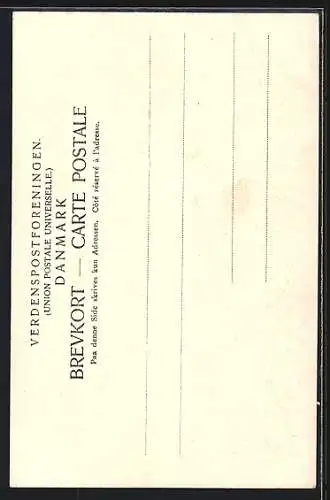 VERDENSPOSTFORENINGEN.
(UNION POSTALE UNIVERSELLE.)
DANMARK
BREVKORT — CARTE POSTALE
Paa denne Side skrives kun Adressen. Côté réservé à l'adresse.